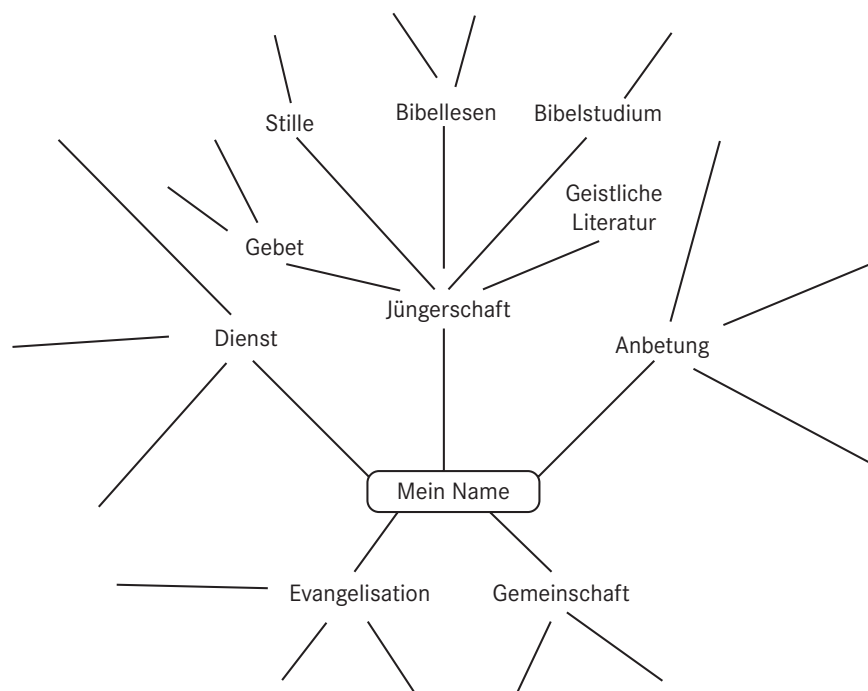 Bibellesen
Bibelstudium
Stille
Geistliche
Literatur
Gebet
Jüngerschaft
Dienst
Anbetung
Mein Name
Evangelisation
Gemeinschaft